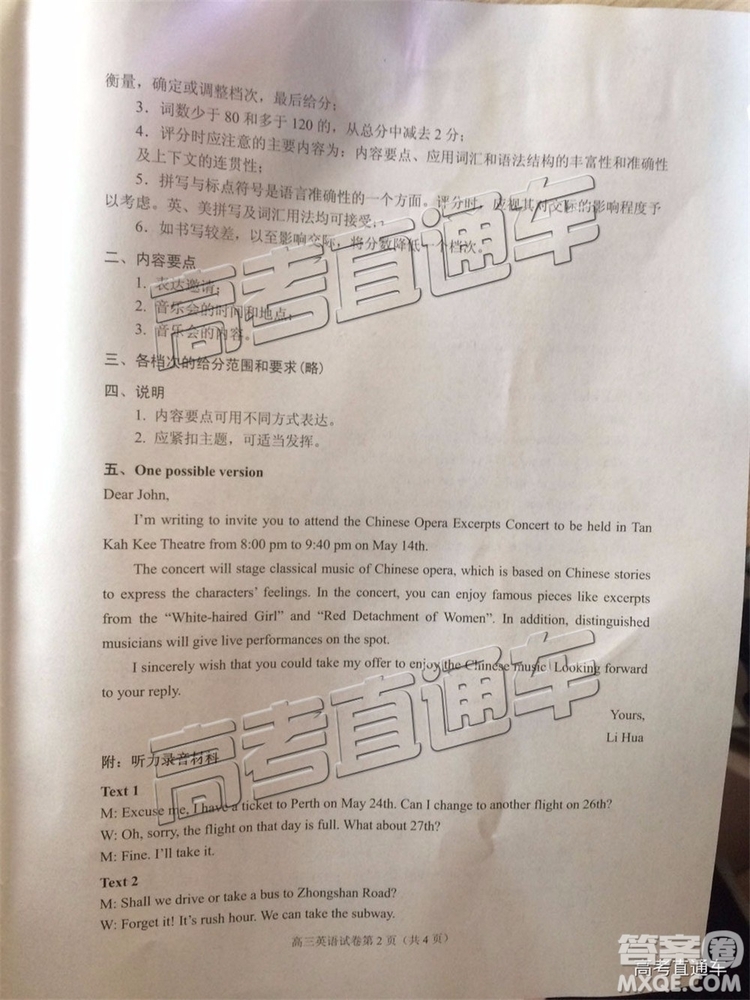 衡量，确定或调整档次，最后给分；
3．词数少于 80 和多于 120 的，从总分中减去 2 分；
4．评分时应注意的主要内容为：内容要点、应用词汇和语法结构的丰富性和准确性
及上下文的连贯性；
5．拼写与标点符号是语言准确性的一个方面。评分时，应视其对交际的影响程度予
以考虑。英、美拼写及词汇用法均可接受；
6．如书写较差，以至影响交际，将分数降低一个档次。
二、内容要点
1. 表达邀请；
2. 音乐会的时间和地点；
3. 音乐会的内容。
三、各档次的给分范围和要求(略)
四、说明
1. 内容要点可用不同方式表达。
2. 应紧扣主题，可适当发挥。
五、One possible version
Dear John,
I'm writing to invite you to attend the Chinese Opera Excerpts Concert to be held in Tan
Kah Kee Theatre from 8:00 pm to 9:40 pm on May 14th.
The concert will stage classical music of Chinese opera, which is based on Chinese stories
to express the characters' feelings. In the concert, you can enjoy famous pieces like excerpts
from the “White-haired Girl” and “Red Detachment of Women”. In addition, distinguished
musicians will give live performances on the spot.
I sincerely wish that you could take my offer to enjoy the Chinese music. Looking forward
to your reply.
Yours,
Li Hua
附：听力录音材料
Text 1
M: Excuse me, I have a ticket to Perth on May 24th. Can I change to another flight on 26th?
W: Oh, sorry, the flight on that day is full. What about 27th?
M: Fine. I'll take it.
Text 2
M: Shall we drive or take a bus to Zhongshan Road?
W: Forget it! It's rush hour. We can take the subway.
高三英语试卷第 2 页（共 4 页）
高考直通车
高考直通车
答案圈
高考直通车
MXQE.COM